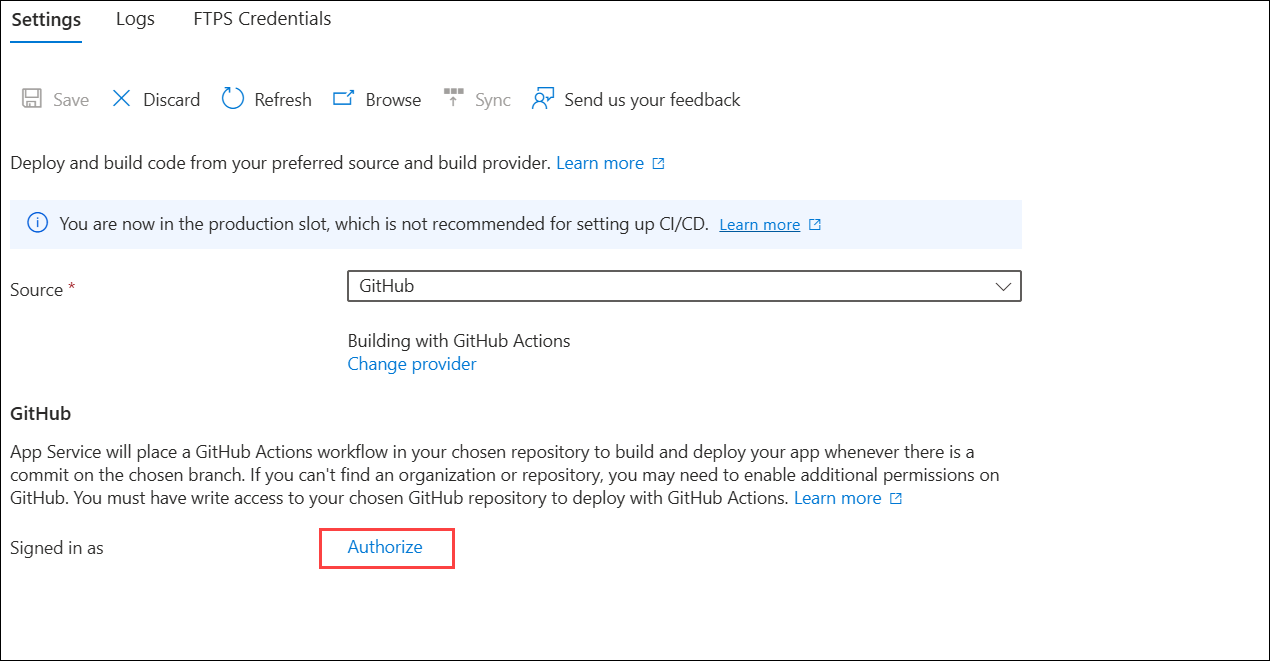 Settings Logs FTPS Credentials
Save Discard Refresh Browse Sync Send us your feedback
Deploy and build code from your preferred source and build provider. Learn more
You are now in the production slot, which is not recommended for setting up CI/CD. Learn more
Source * GitHub
Building with GitHub Actions
Change provider
GitHub
App Service will place a GitHub Actions workflow in your chosen repository to build and deploy your app whenever there is a
commit on the chosen branch. If you can't find an organization or repository, you may need to enable additional permissions on
GitHub. You must have write access to your chosen GitHub repository to deploy with GitHub Actions. Learn more
Signed in as Authorize